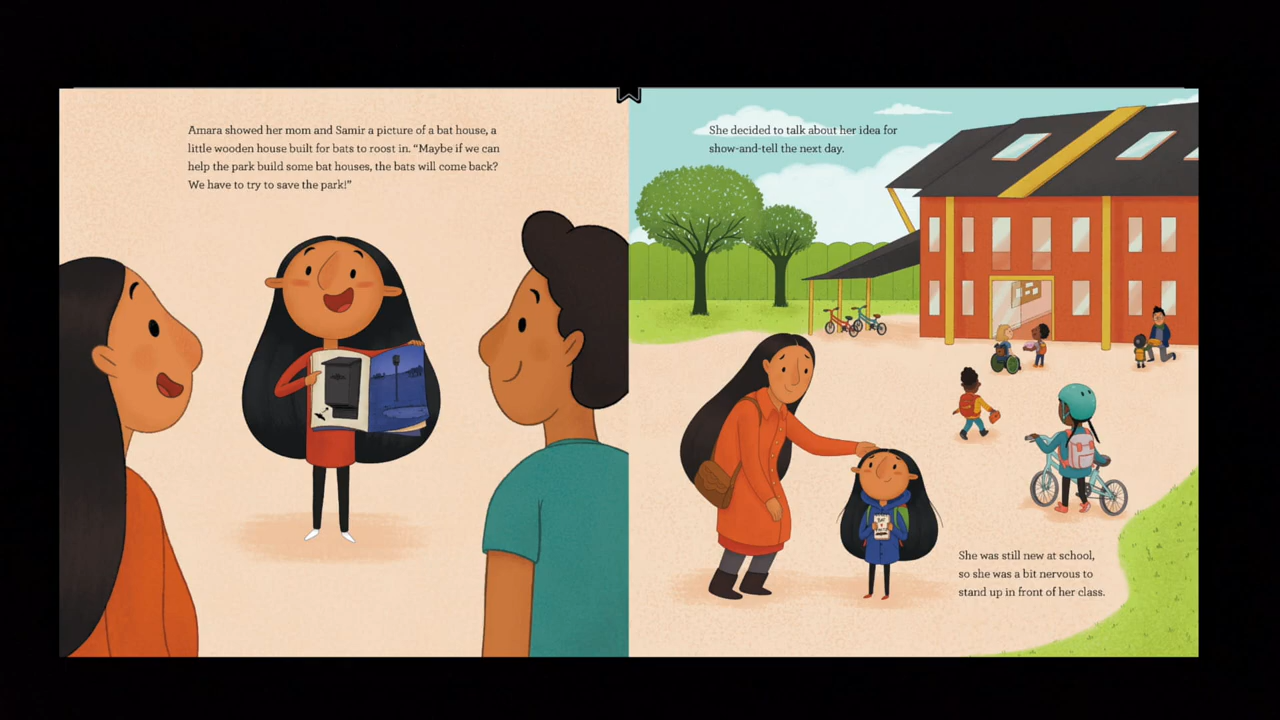 Amara showed her mom and Samir a picture of a bat house, a
little wooden house built for bats to roost in. “Maybe if we can
help the park build some bat houses, the bats will come back?
We have to try to save the park!”
She decided to talk about her idea for
show-and-tell the next day.
She was still new at school,
so she was a bit nervous to
stand up in front of her class.